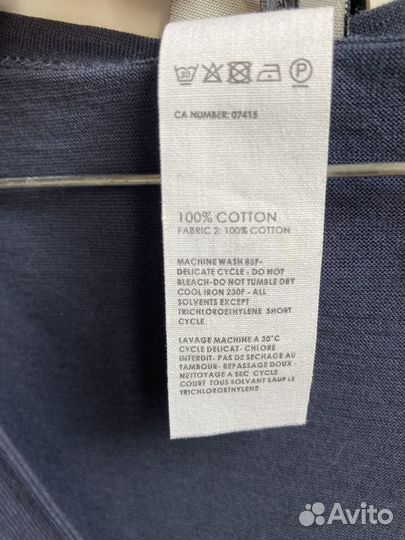 30 P
CA NUMBER: 07415
100% COTTON
FABRIC 2: 100% COTTON
MACHINE WASH 85F-
DELICATE CYCLE - DO NOT
BLEACH-DO NOT TUMBLE DRY
COOL IRON 230F - ALL
SOLVENTS EXCEPT
TRICHLOROETHYLENE SHORT
CYCLE
LAVAGE MACHINE A 30°C
CYCLE DELICAT- CHLORE
INTERDIT- PAS DE SECHAGE AU
TAMBOUR- REPASSAGE DOUX -
NETTOYAGE A SEC CYCLE
COURT TOUS SOLVANT SAUF LE
TRICHLOROETHYLENE
Avito